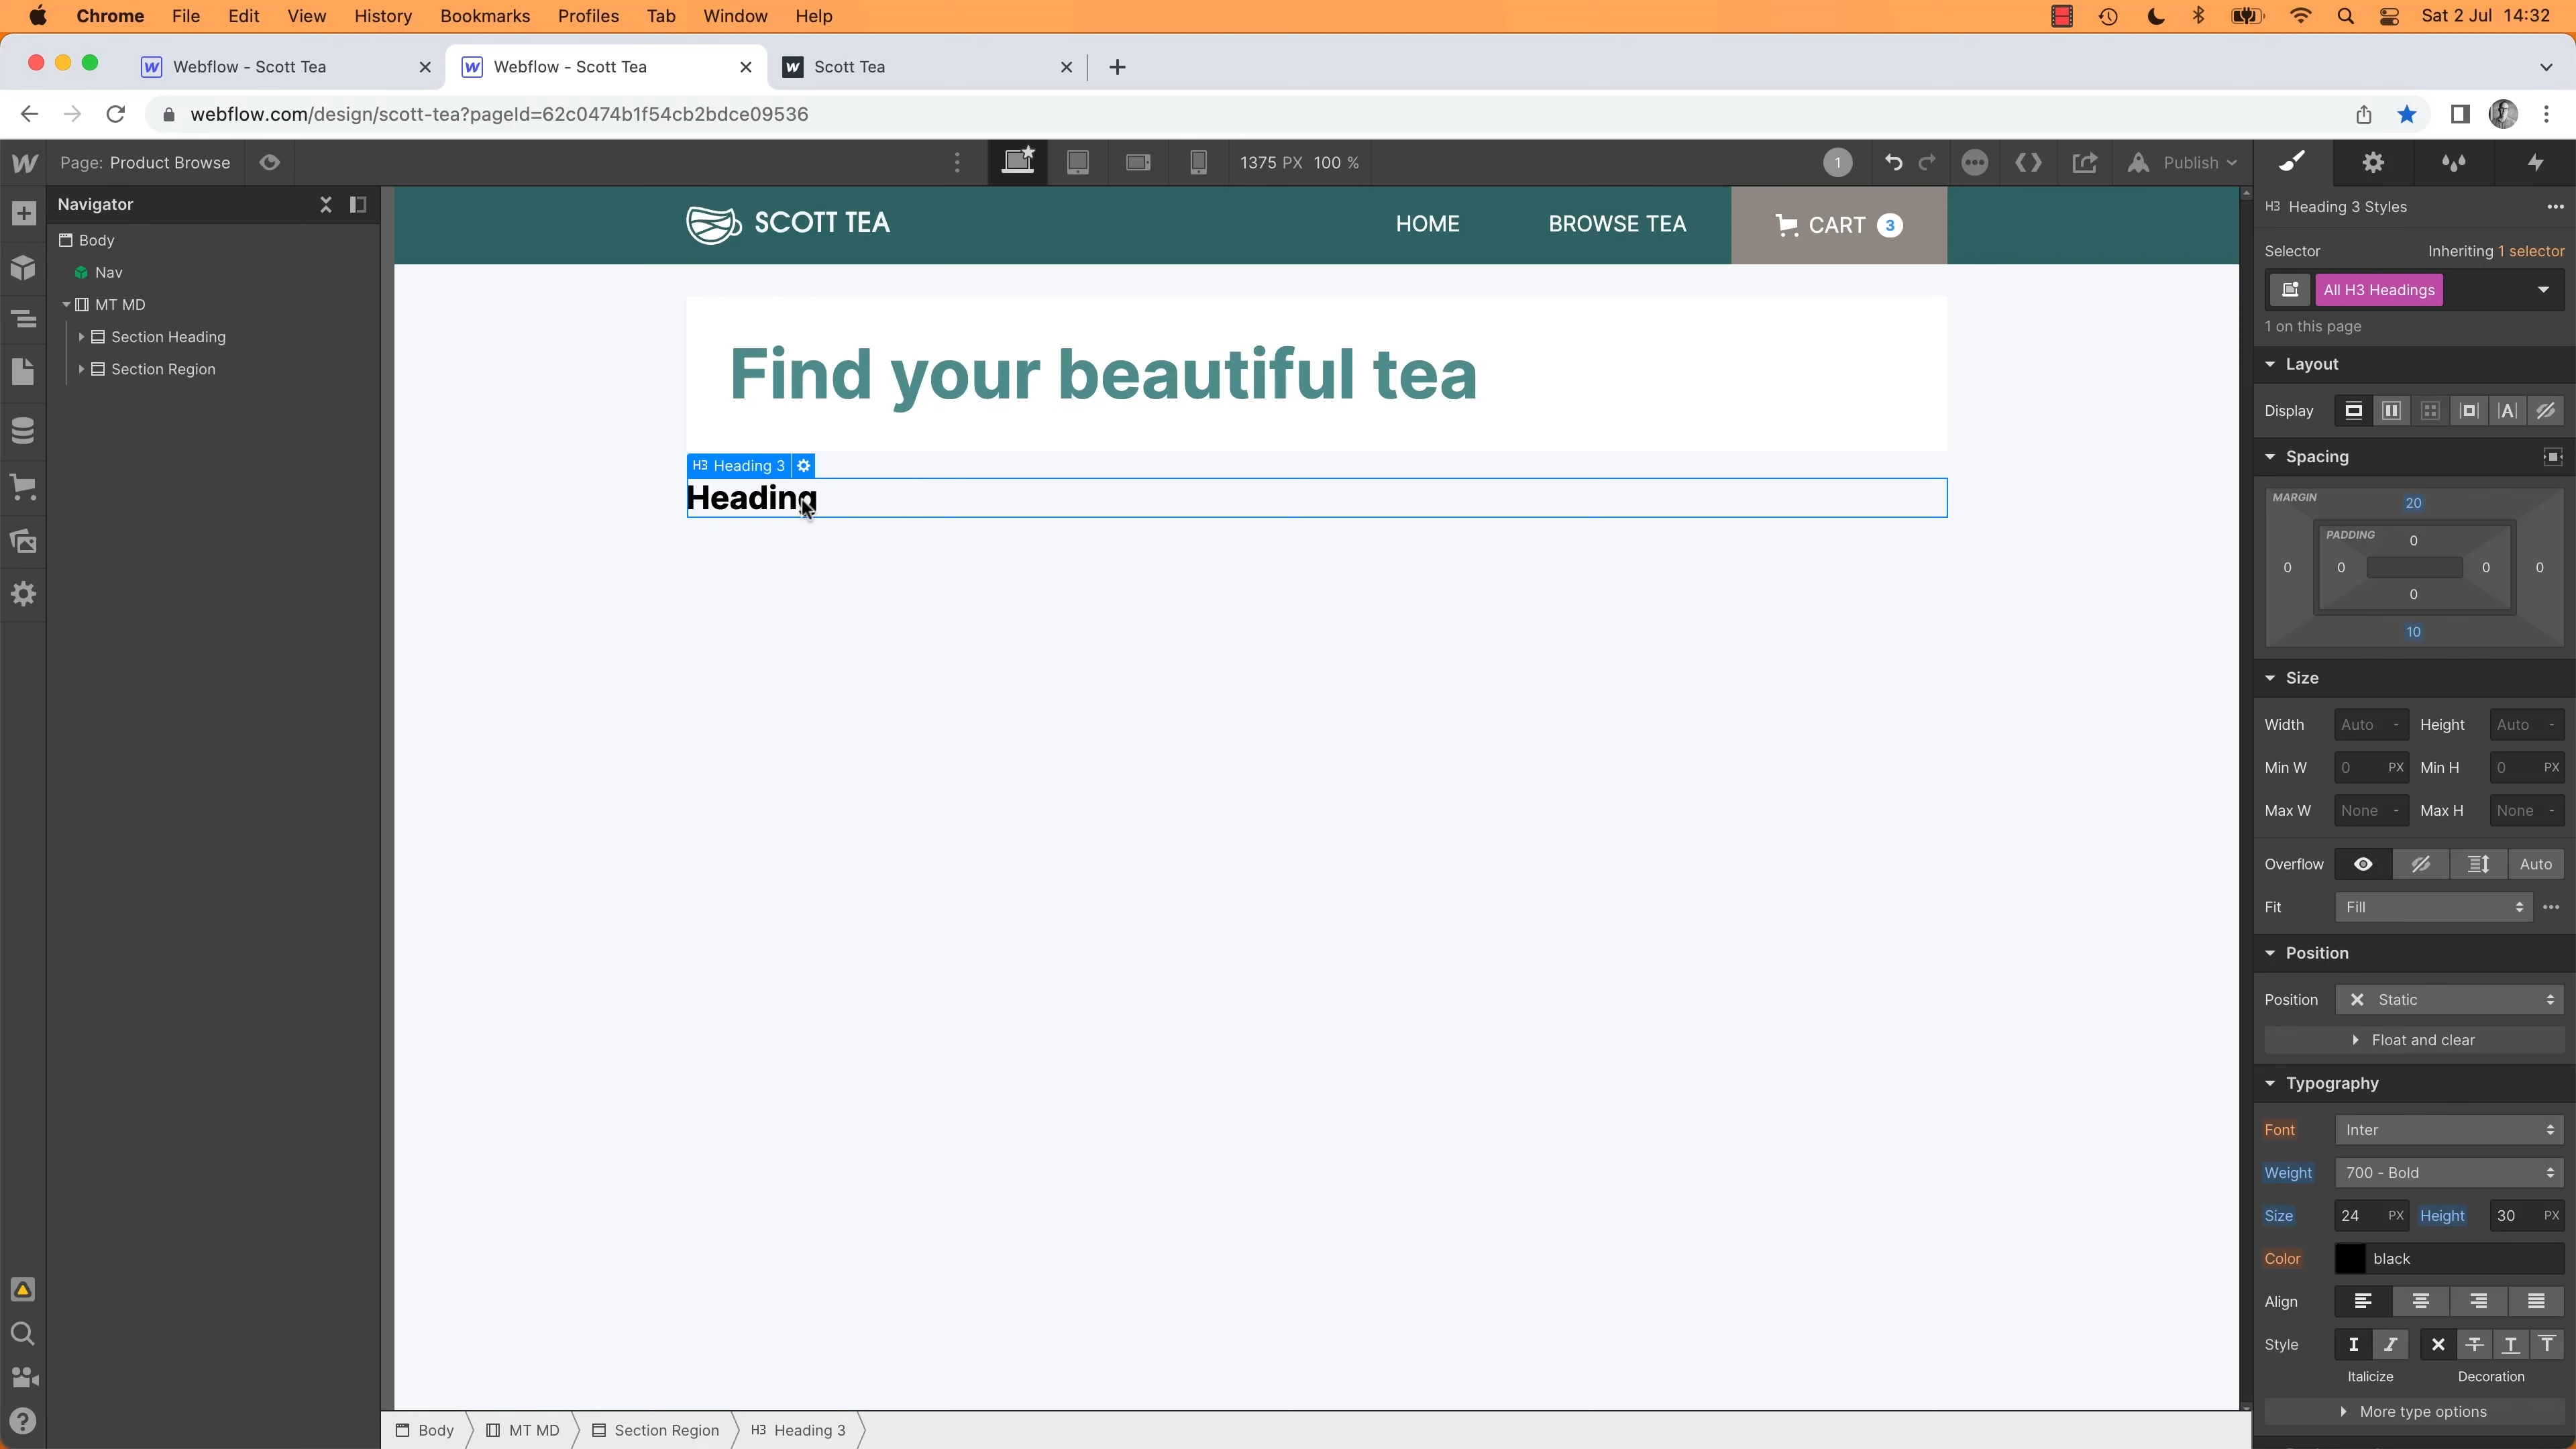 Chrome File Edit View History Bookmarks Profiles Tab Window Help Sat 2 Jul 14:32
Webflow - Scott Tea Webflow - Scott Tea Scott Tea
webflow.com/design/scott-tea?pageId=62c0474b1f54cb2bdce09536
Page: Product Browse 1375 PX 100 % 1 Publish
Navigator
Body
Nav
MT MD
Section Heading
Section Region
SCOTT TEA HOME BROWSE TEA CART 3
Find your beautiful tea
H3 Heading 3
Heading
Body MT MD Section Region H3 Heading 3
H3 Heading 3 Styles
Selector Inheriting 1 selector
All H3 Headings
1 on this page
Layout
Display
Spacing
MARGIN 20
PADDING 0
0 0 0 0
0
10
Size
Width Auto - Height Auto -
Min W 0 PX Min H 0 PX
Max W None - Max H None -
Overflow Auto
Fit Fill
Position
Position Static
Float and clear
Typography
Font Inter
Weight 700 - Bold
Size 24 PX Height 30 PX
Color black
Align
Style
Italicize Decoration
More type options